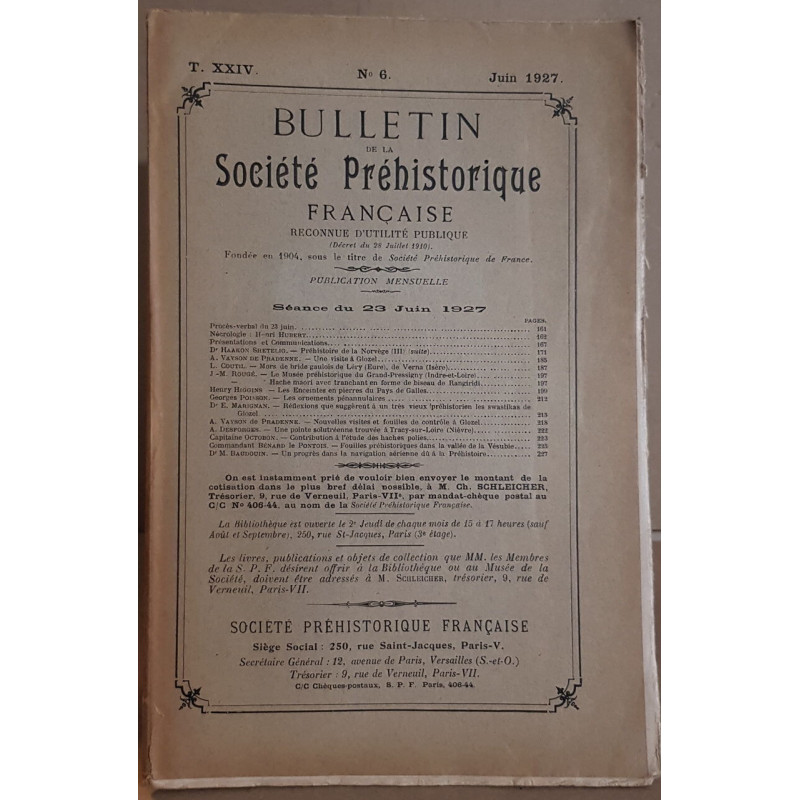 T. XXIV.
No 6.
Juin 1927.
BULLETIN
DE LA
Société Préhistorique
FRANÇAISE
RECONNUE D'UTILITÉ PUBLIQUE
(Décret du 28 Juillet 1910).
Fondée en 1904, sous le titre de Société Préhistorique de France.
PUBLICATION MENSUELLE
Séance du 23 Juin 1927
PAGES.
Procès-verbal du 23 juin. 161
Nécrologie : Henri HUBERT. 162
Présentations et Communications. 167
Dr HAAKON SHETELIG. — Préhistoire de la Norvège (III) (suite). 171
A. VAYSON DE PRADENNE. — Une visite à Glozel. 185
L. COUTIL. — Mors de bride gaulois de Léry (Eure), de Verna (Isère). 187
J.-M. ROUGÉ. — Le Musée préhistorique du Grand-Pressigny (Indre-et-Loire). 197
— Hache maori avec tranchant en forme de biseau de Rangiridi. 197
Henry HIGGINS — Les Enceintes en pierres du Pays de Galles. 199
Georges POISSON. — Les ornements pénannulaires. 212
Dr E. MARIGNAN. — Réflexions que suggèrent à un très vieux préhistorien les swastikas de
Glozel. 215
A. VAYSON DE PRADENNE. — Nouvelles visites et fouilles de contrôle à Glozel. 218
A. DESFORGES. — Une pointe solutréenne trouvée à Tracy-sur-Loire (Nièvre). 222
Capitaine OCTOBON. — Contribution à l'étude des haches polies. 223
Commandant BÉNARD LE PONTOIS. — Fouilles préhistoriques dans la vallée de la Vésubie. 225
Dr M. BAUDOUIN. — Un progrès dans la navigation aérienne dû à la Préhistoire. 227
On est instamment prié de vouloir bien envoyer le montant de la
cotisation dans le plus bref délai possible, à M. Ch. SCHLEICHER,
Trésorier, 9, rue de Verneuil, Paris-VIIe, par mandat-chèque postal au
C/C No 406-44, au nom de la Société Préhistorique Française.
La Bibliothèque est ouverte le 2e Jeudi de chaque mois de 15 à 17 heures (sauf
Août et Septembre), 250, rue St-Jacques, Paris (3e étage).
Les livres, publications et objets de collection que MM. les Membres
de la S. P. F. désirent offrir à la Bibliothèque ou au Musée de la
Société, doivent être adressés à M. SCHLEICHER, trésorier, 9, rue de
Verneuil, Paris-VII.
SOCIÉTÉ PRÉHISTORIQUE FRANÇAISE
Siège Social : 250, rue Saint-Jacques, Paris-V.
Secrétaire Général : 12, avenue de Paris, Versailles (S.-et-O.)
Trésorier : 9, rue de Verneuil, Paris-VII.
C/C Chèques-postaux, S. P. F. Paris, 406-44.